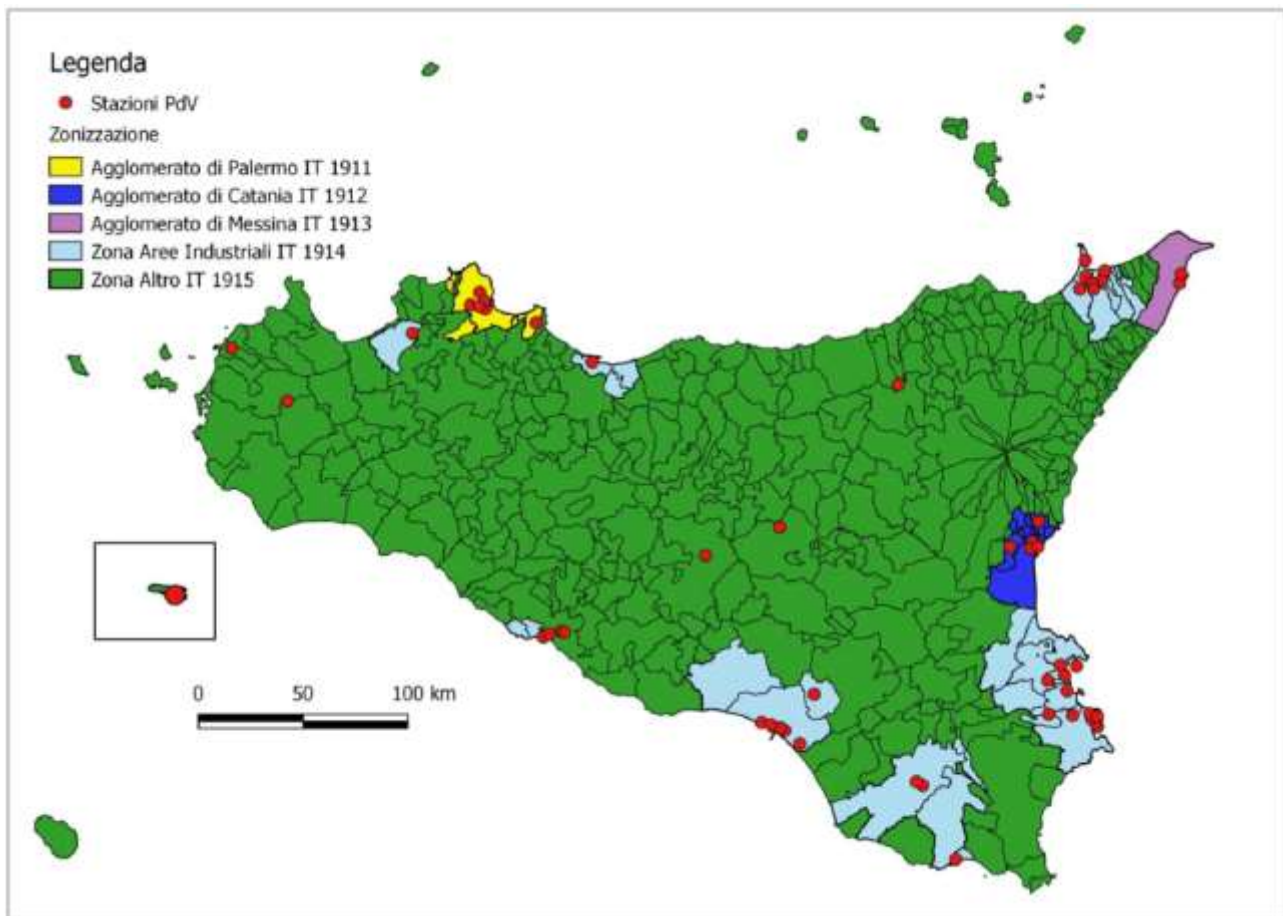 Legenda
Stazioni PdV
Zonizzazione
Agglomerato di Palermo IT 1911
Agglomerato di Catania IT 1912
Agglomerato di Messina IT 1913
Zona Aree Industriali IT 1914
Zona Altro IT 1915
0 50 100 km